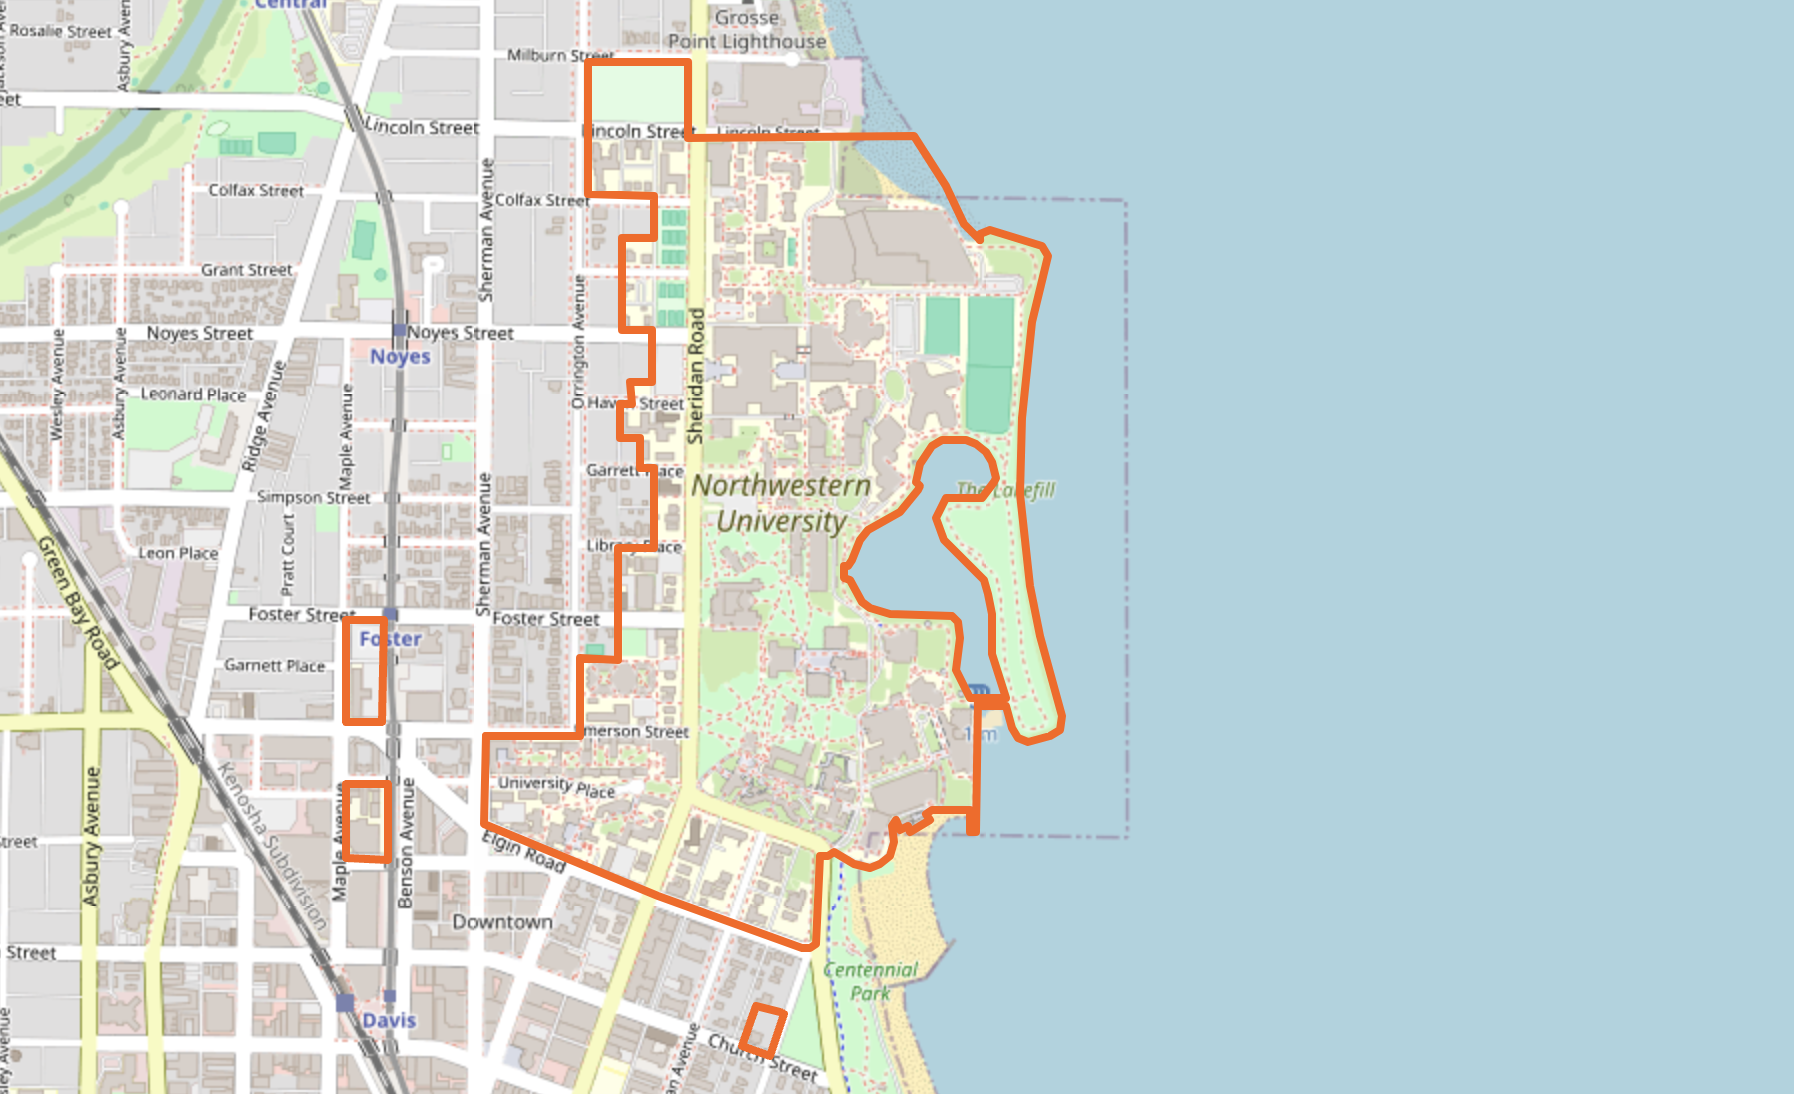 Central
Grosse
Point Lighthouse
Rosalie Street
Asbury Aven
Milburn Street
eet
Lincoln Street
Lincoln Street
Lincoln Street
Colfax Street
Colfax Street
Sherman Avenue
Grant Street
Orrington Avenue
Noyes Street
Noyes Street
Noyes
Sheridan Road
Wesley Avenue
Asbury Avenue
Ridge Avenue
Leonard Place
Maple Avenue
Garrett Place
Northwestern
University
The Lakefill
Simpson Street
Pratt Court
Sherman Avenue
Leon Place
Green Bay Road
Library Place
Foster Street
Foster Street
Foster
Garnett Place
Emerson Street
Kenosha Subdivision
Asbury Avenue
University Place
Maple Avenue
Benson Avenue
Elgin Road
Street
Downtown
Street
Centennial
Park
Davis
Church Street
an Avenue
sley Avenue